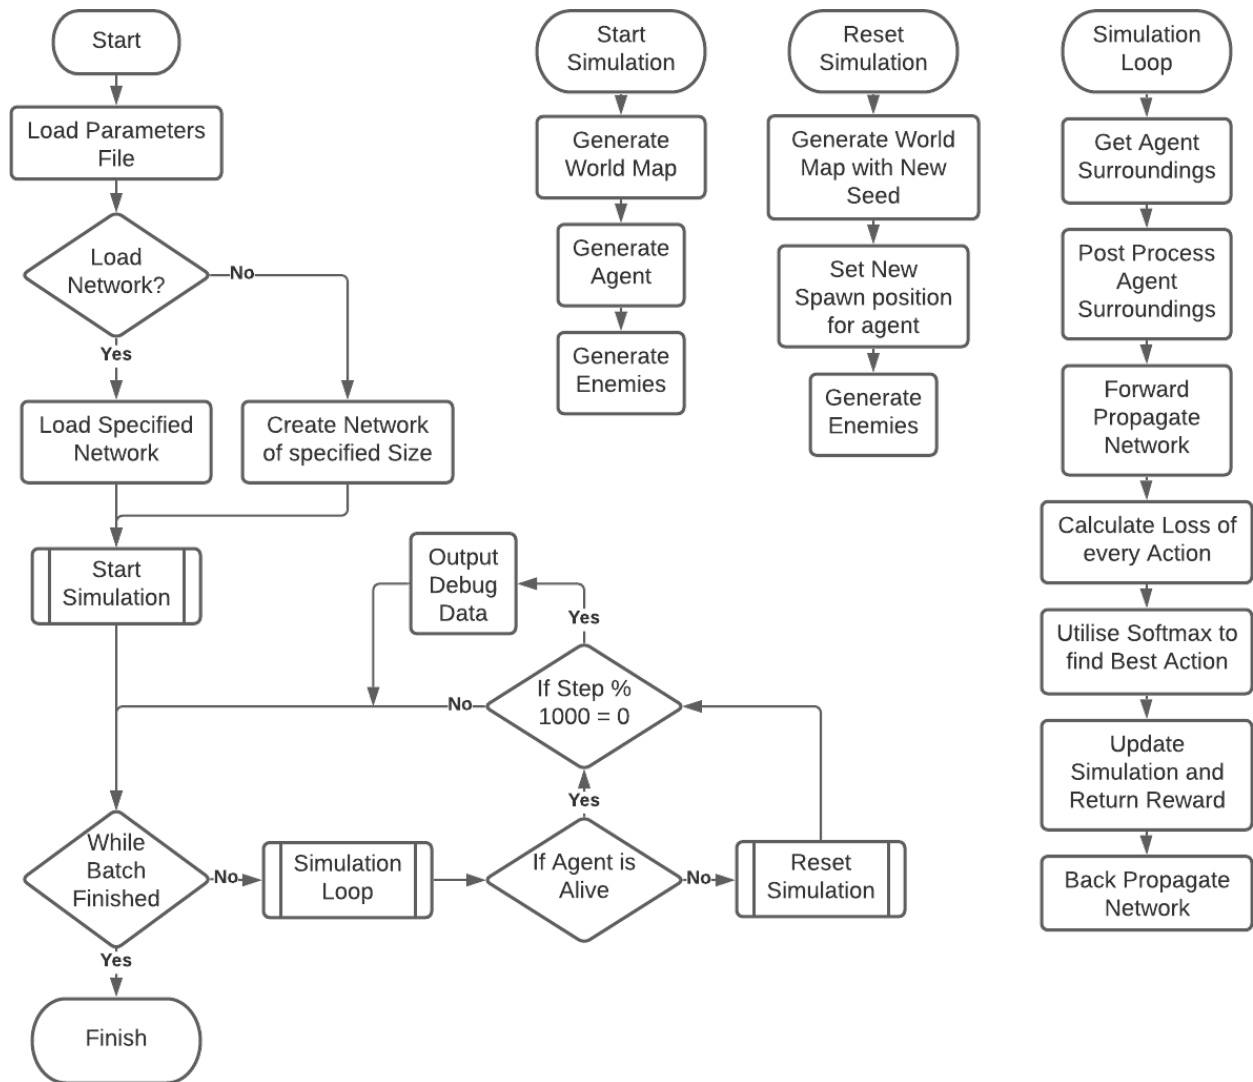 Start
Load Parameters
File
Load
Network?
No
Yes
Load Specified
Network
Create Network
of specified Size
Start
Simulation
Output
Debug
Data
Yes
If Step %
1000 = 0
No
Yes
While
Batch
Finished
No
Simulation
Loop
If Agent is
Alive
No
Reset
Simulation
Yes
Finish
Start
Simulation
Generate
World Map
Generate
Agent
Generate
Enemies
Reset
Simulation
Generate World
Map with New
Seed
Set New
Spawn position
for agent
Generate
Enemies
Simulation
Loop
Get Agent
Surroundings
Post Process
Agent
Surroundings
Forward
Propagate
Network
Calculate Loss of
every Action
Utilise Softmax to
find Best Action
Update
Simulation and
Return Reward
Back Propagate
Network